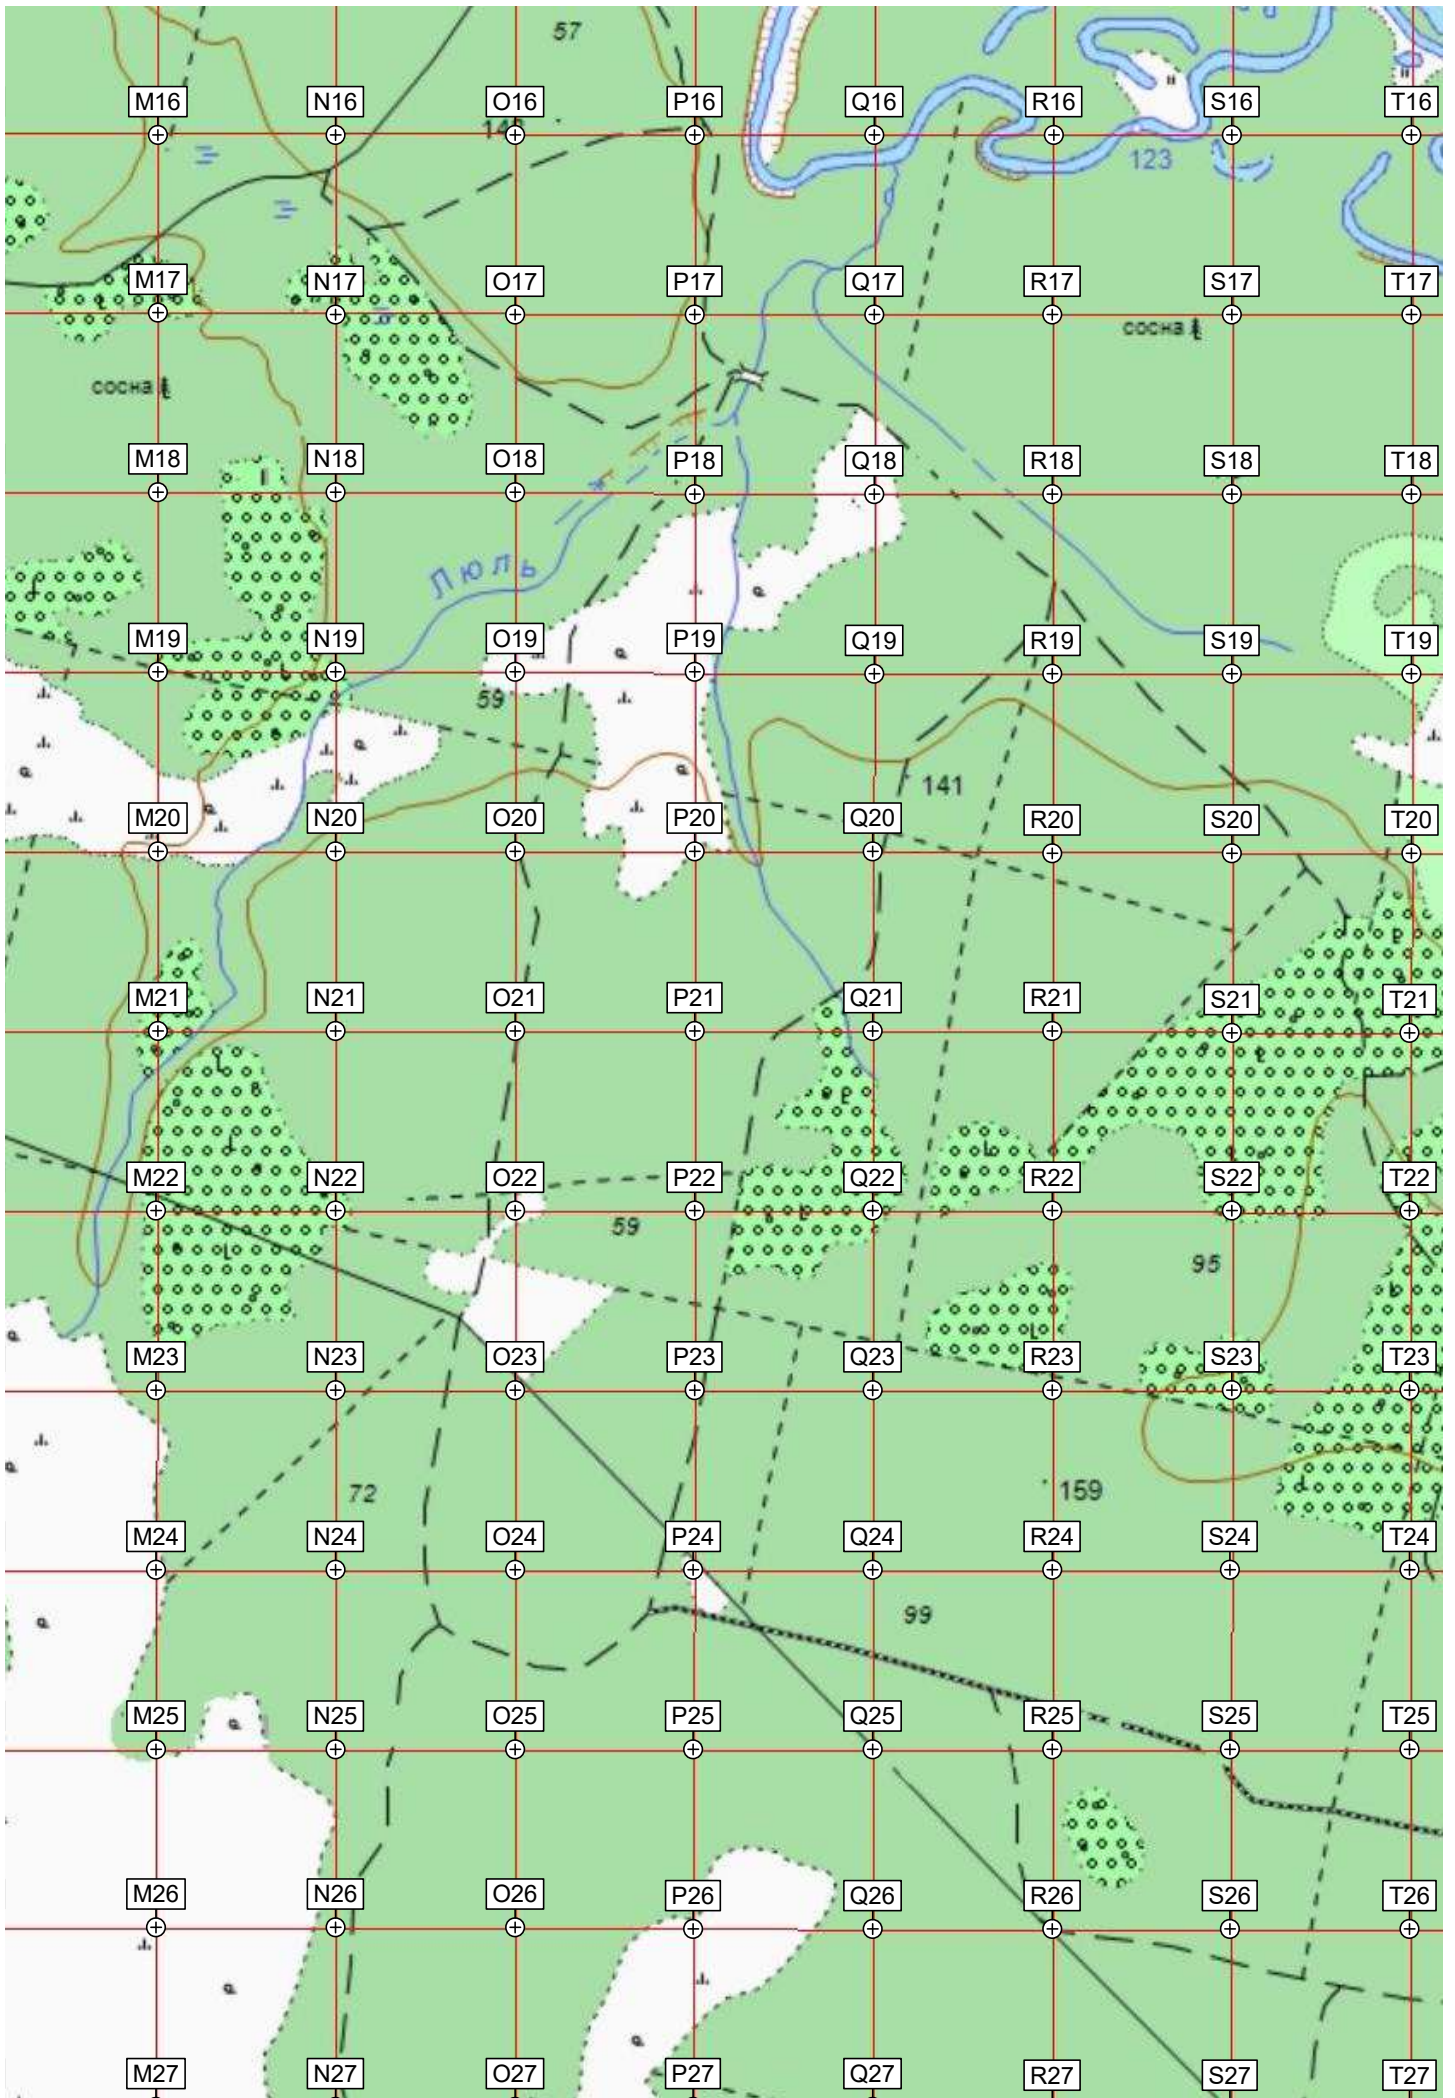 57
M16 N16 O16 P16 Q16 R16 S16 T16
123
M17 N17 O17 P17 Q17 R17 S17 T17
сосна
сосна
M18 N18 O18 P18 Q18 R18 S18 T18
Люль
M19 N19 O19 P19 Q19 R19 S19 T19
59
141
M20 N20 O20 P20 Q20 R20 S20 T20
M21 N21 O21 P21 Q21 R21 S21 T21
M22 N22 O22 P22 Q22 R22 S22 T22
59
95
M23 N23 O23 P23 Q23 R23 S23 T23
72
159
M24 N24 O24 P24 Q24 R24 S24 T24
99
M25 N25 O25 P25 Q25 R25 S25 T25
M26 N26 O26 P26 Q26 R26 S26 T26
M27 N27 O27 P27 Q27 R27 S27 T27